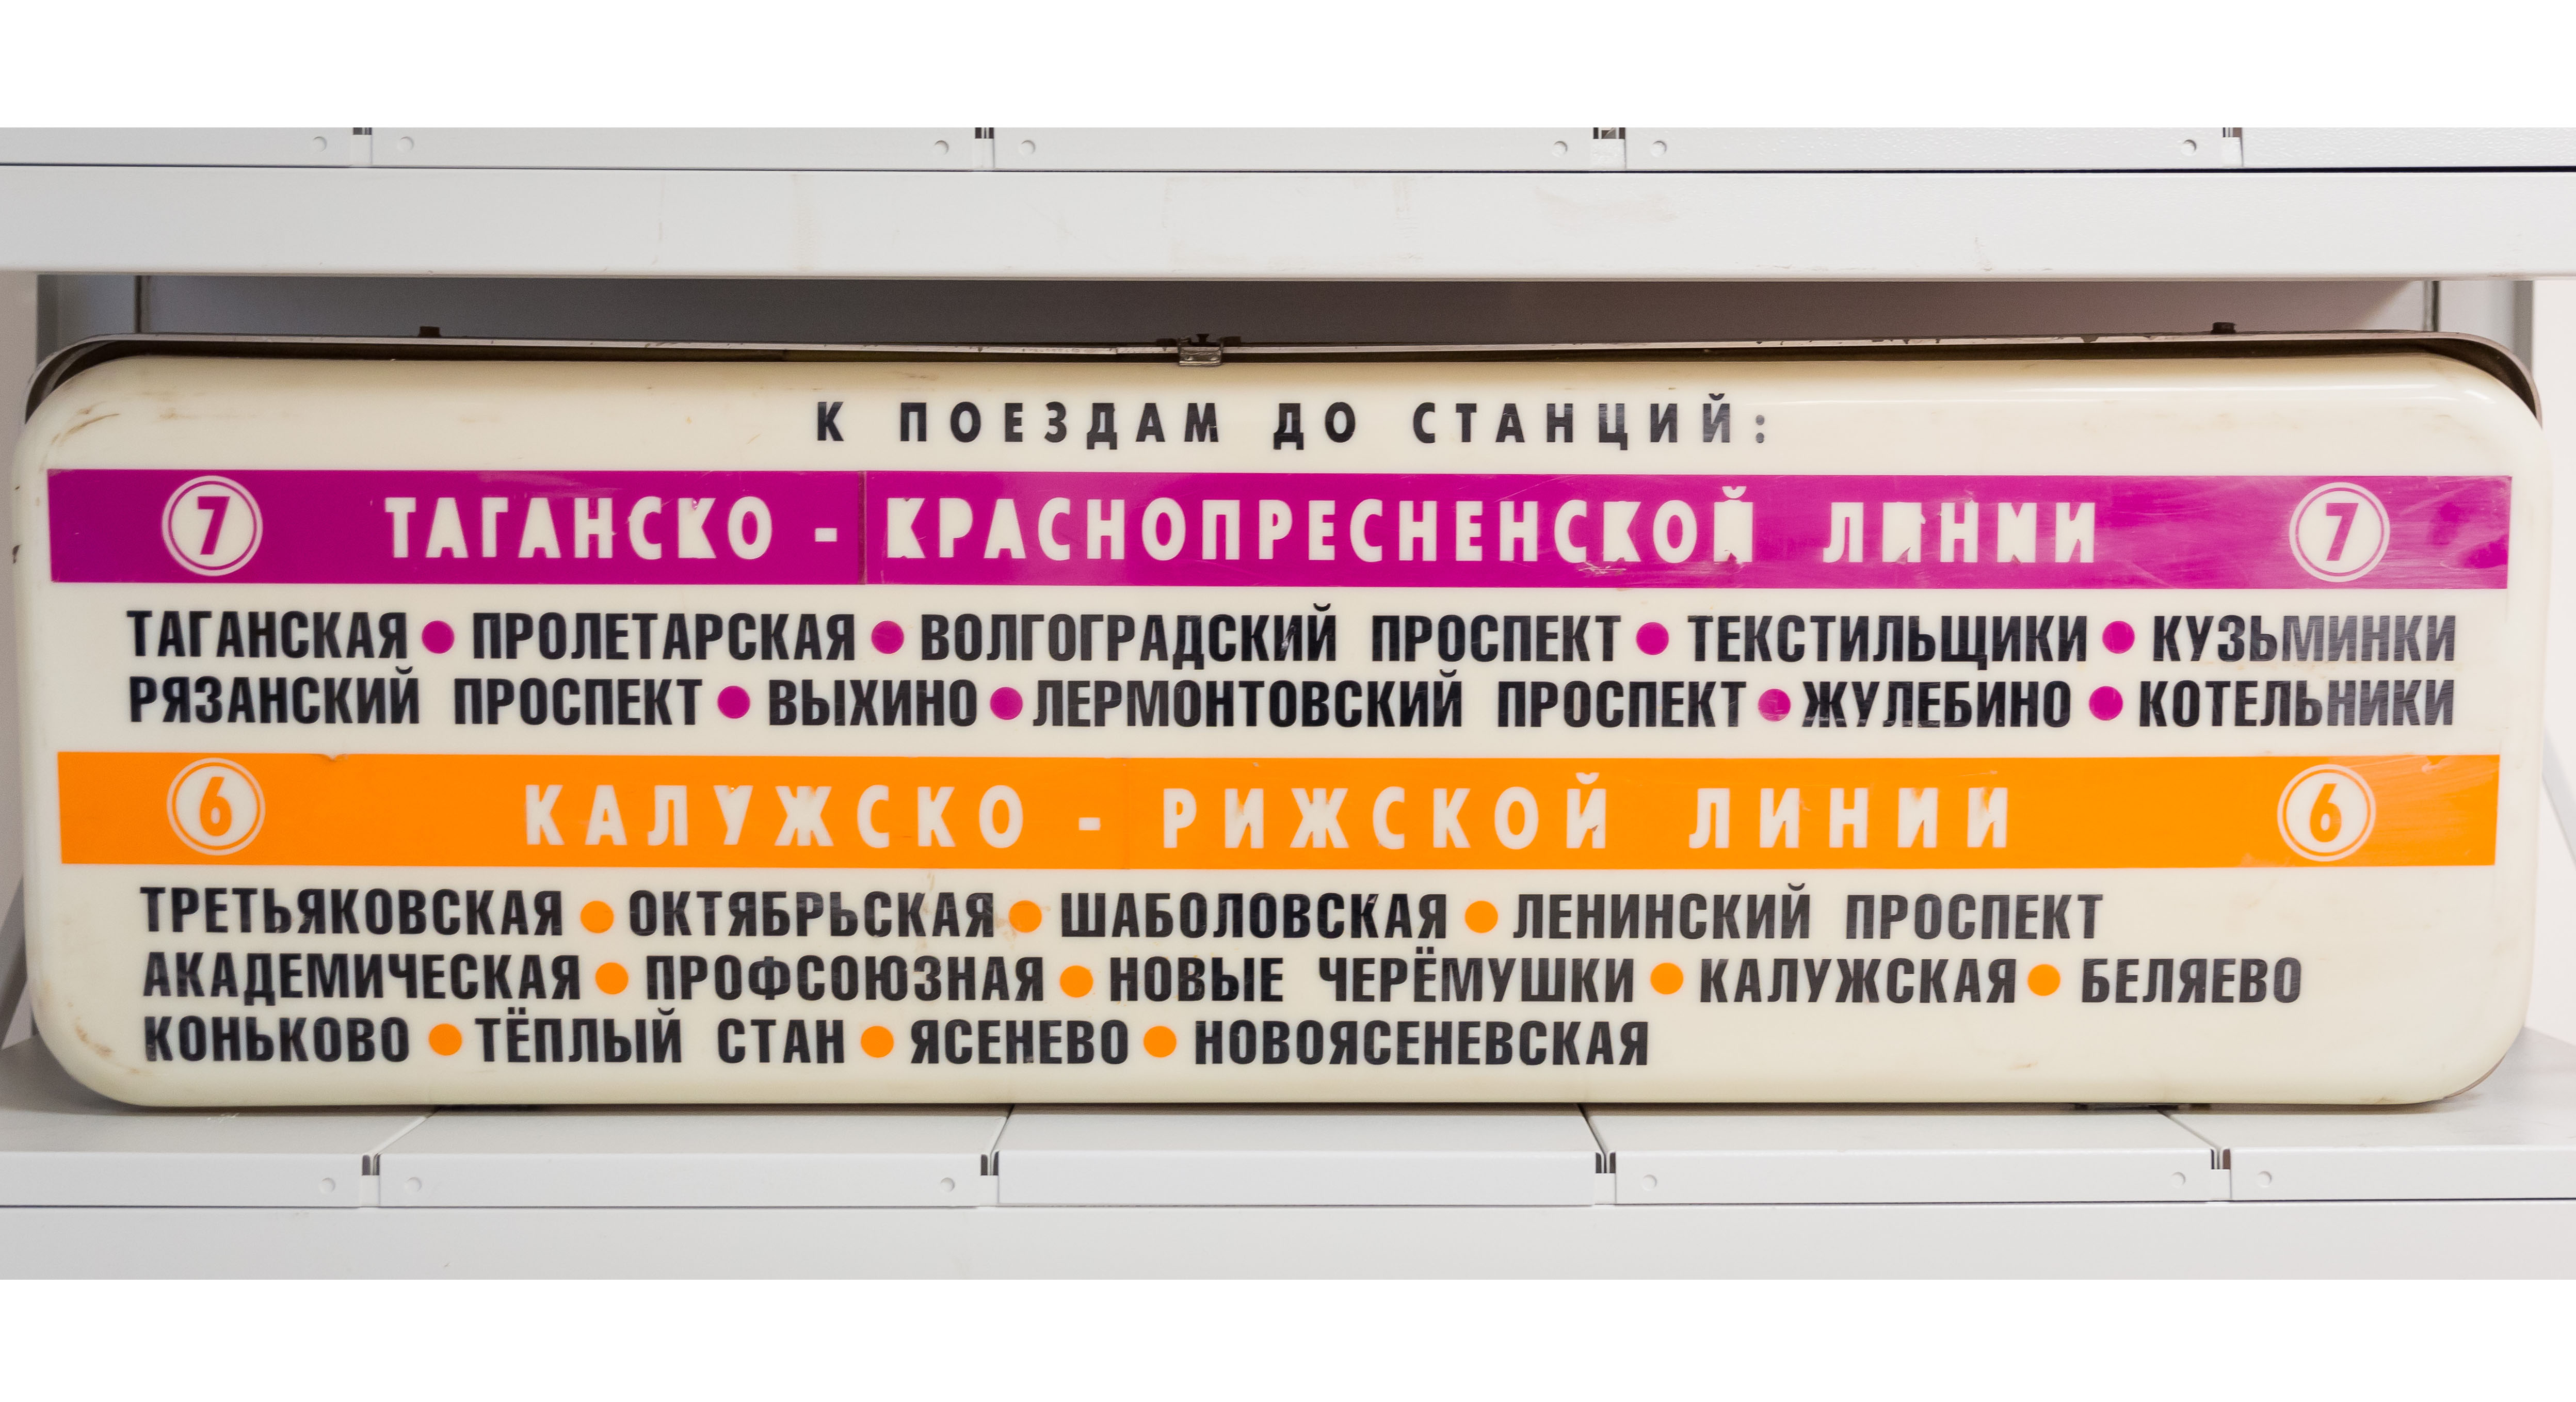 К ПОЕЗДАМ ДО СТАНЦИЙ:
7 ТАГАНСКО - КРАСНОПРЕСНЕНСКОЙ ЛИНИИ 7
ТАГАНСКАЯ ● ПРОЛЕТАРСКАЯ ● ВОЛГОГРАДСКИЙ ПРОСПЕКТ ● ТЕКСТИЛЬЩИКИ ● КУЗЬМИНКИ
РЯЗАНСКИЙ ПРОСПЕКТ ● ВЫХИНО ● ЛЕРМОНТОВСКИЙ ПРОСПЕКТ ● ЖУЛЕБИНО ● КОТЕЛЬНИКИ
6 КАЛУЖСКО - РИЖСКОЙ ЛИНИИ 6
ТРЕТЬЯКОВСКАЯ ● ОКТЯБРЬСКАЯ ● ШАБОЛОВСКАЯ ● ЛЕНИНСКИЙ ПРОСПЕКТ
АКАДЕМИЧЕСКАЯ ● ПРОФСОЮЗНАЯ ● НОВЫЕ ЧЕРЁМУШКИ ● КАЛУЖСКАЯ ● БЕЛЯЕВО
КОНЬКОВО ● ТЁПЛЫЙ СТАН ● ЯСЕНЕВО ● НОВОЯСЕНЕВСКАЯ